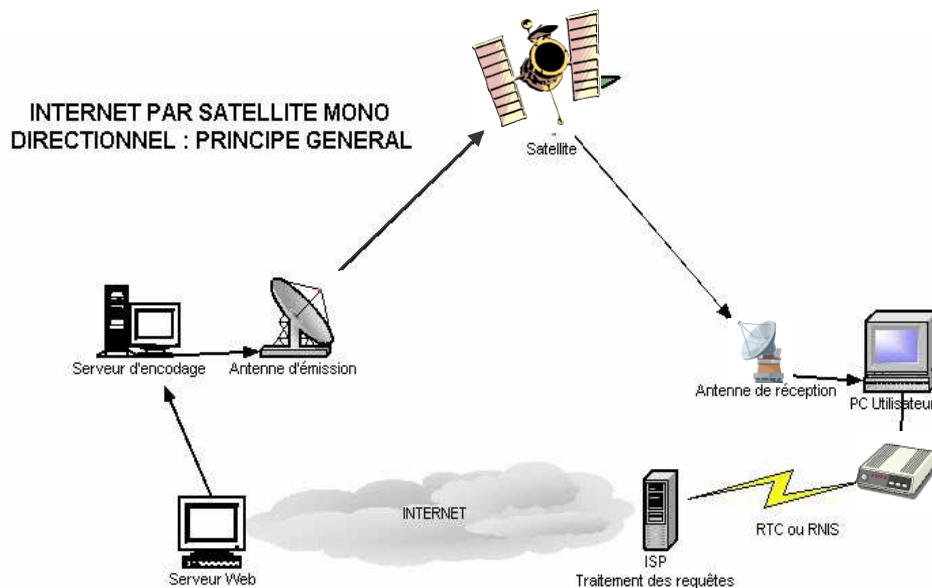 INTERNET PAR SATELLITE MONO
DIRECTIONNEL : PRINCIPE GENERAL
Satellite
Serveur d'encodage
Antenne d'émission
Antenne de réception
PC Utilisateur
INTERNET
RTC ou RNIS
ISP
Serveur Web
Traitement des requêtes